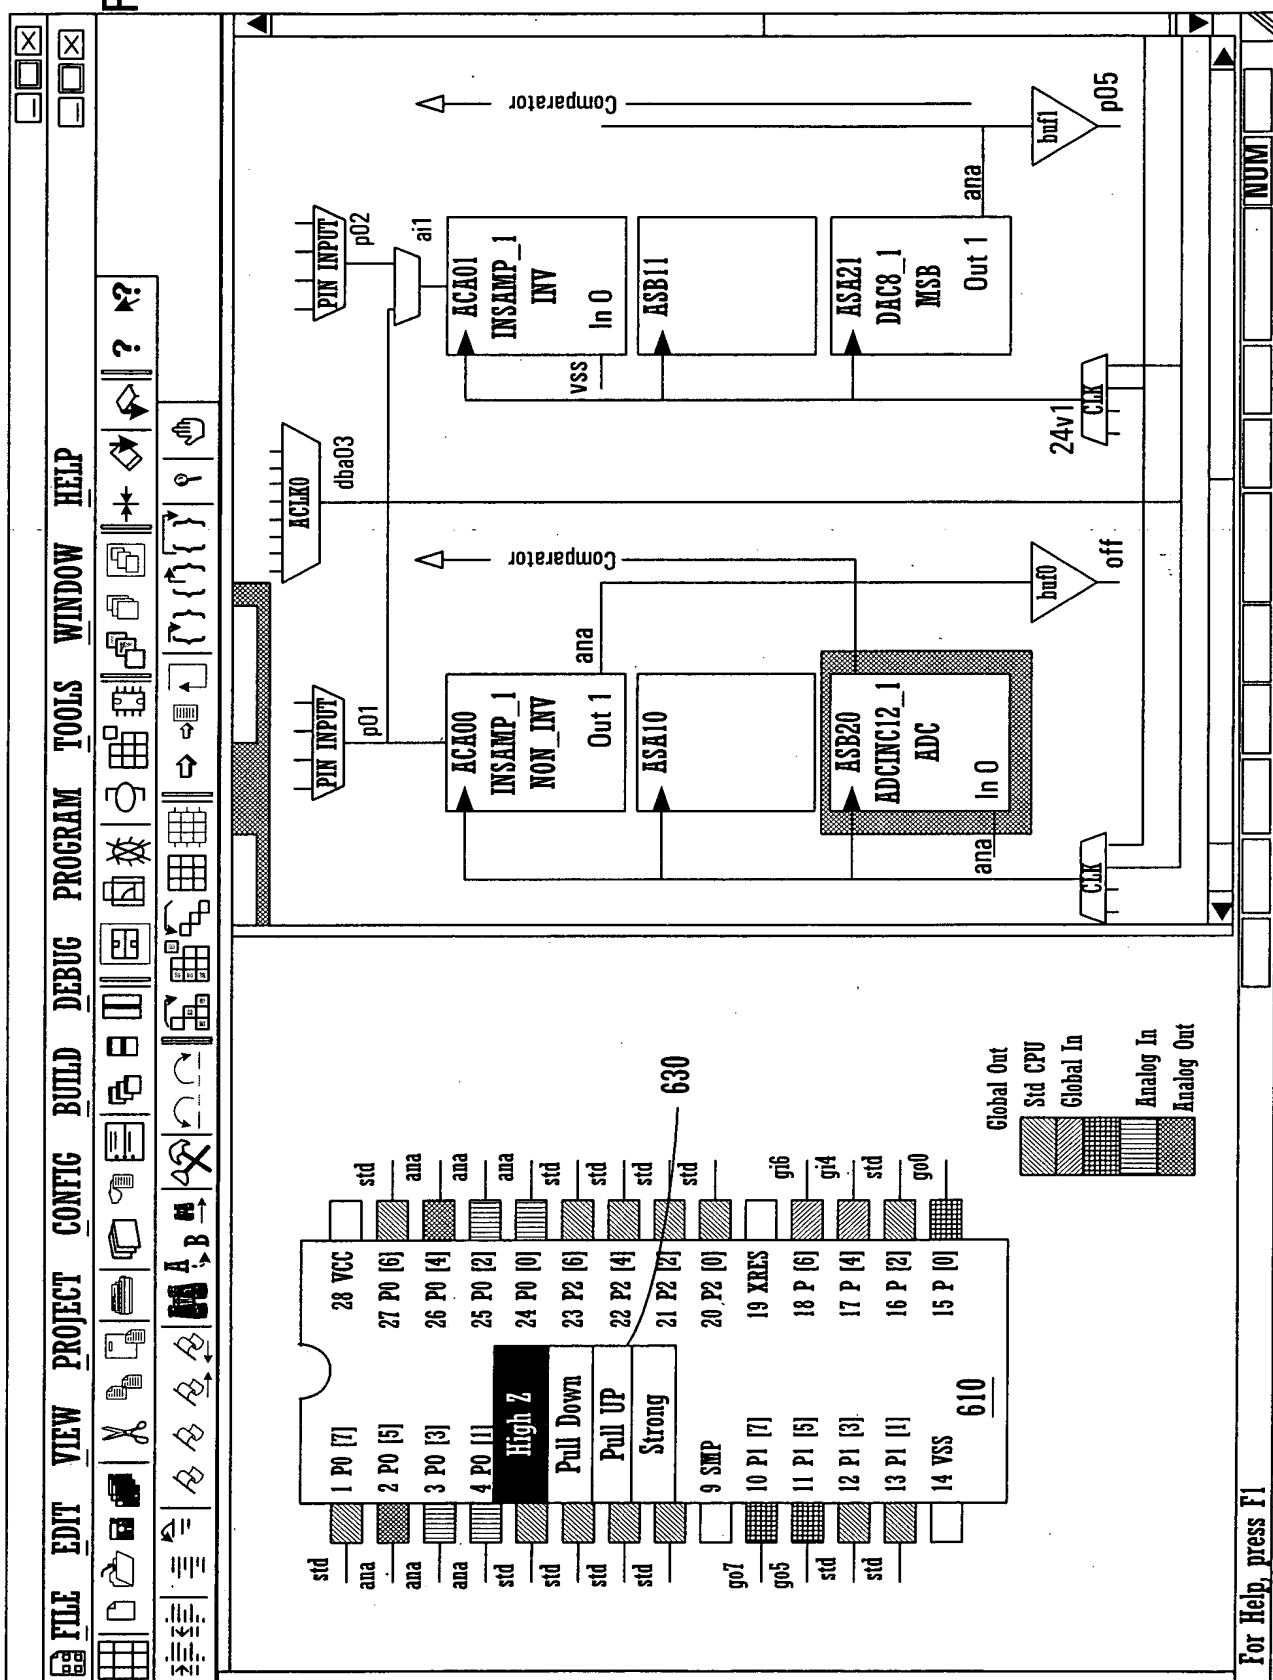 FILE EDIT VIEW PROJECT CONFIG BUILD DEBUG PROGRAM TOOLS WINDOW HELP
A
B
? ?
std
ana
ana
ana
std
std
std
std
go7
go5
std
std
1 P0 [7]
2 P0 [5]
3 P0 [3]
4 P0 [1]
High Z
Pull Down
Pull UP
Strong
9 SMP
10 P1 [7]
11 P1 [5]
12 P1 [3]
13 P1 [1]
14 VSS
610
28 VCC
27 P0 [6]
26 P0 [4]
25 P0 [2]
24 P0 [0]
23 P2 [6]
22 P2 [4]
21 P2 [2]
20 P2 [0]
19 XRES
18 P [6]
17 P [4]
16 P [2]
15 P [0]
std
ana
ana
ana
std
std
std
std
gi6
gi4
std
go0
630
Global Out
Std CPU
Global In
Analog In
Analog Out
PIN INPUT
p01
ACLK0
dba03
PIN INPUT
p02
ai1
ACA00
INSAMP_1
NON_INV
Out 1
ana
ASA10
ASB20
ADCINC12_1
ADC
In 0
ana
Comparator
buf0
off
CLK
ACA01
INSAMP_1
INV
In 0
VSS
ASB11
ASA21
DAC8_1
MSB
Out 1
ana
Comparator
buf1
p05
24v1
CLK
For Help, press F1
NUM